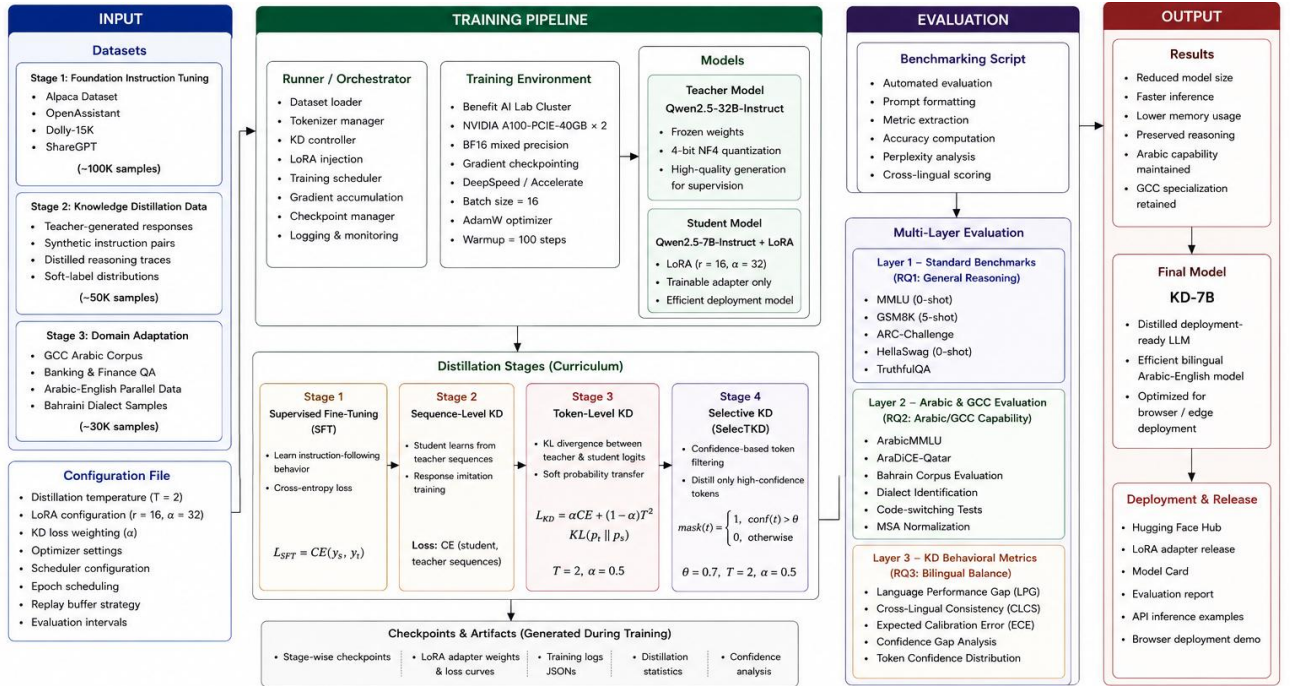 INPUT
Datasets
Stage 1: Foundation Instruction Tuning
• Alpaca Dataset
• OpenAssistant
• Dolly-15K
• ShareGPT
(~100K samples)
Stage 2: Knowledge Distillation Data
• Teacher-generated responses
• Synthetic instruction pairs
• Distilled reasoning traces
• Soft-label distributions
(~50K samples)
Stage 3: Domain Adaptation
• GCC Arabic Corpus
• Banking & Finance QA
• Arabic-English Parallel Data
• Bahraini Dialect Samples
(~30K samples)
Configuration File
• Distillation temperature (T = 2)
• LoRA configuration (r = 16, α = 32)
• KD loss weighting (α)
• Optimizer settings
• Scheduler configuration
• Epoch scheduling
• Replay buffer strategy
• Evaluation intervals
TRAINING PIPELINE
Runner / Orchestrator
• Dataset loader
• Tokenizer manager
• KD controller
• LoRA injection
• Training scheduler
• Gradient accumulation
• Checkpoint manager
• Logging & monitoring
Training Environment
• Benefit AI Lab Cluster
• NVIDIA A100-PCIE-40GB × 2
• BF16 mixed precision
• Gradient checkpointing
• DeepSpeed / Accelerate
• Batch size = 16
• AdamW optimizer
• Warmup = 100 steps
Models
Teacher Model
Qwen2.5-32B-Instruct
• Frozen weights
• 4-bit NF4 quantization
• High-quality generation
for supervision
Student Model
Qwen2.5-7B-Instruct + LoRA
• LoRA (r = 16, α = 32)
• Trainable adapter only
• Efficient deployment model
Distillation Stages (Curriculum)
Stage 1
Supervised Fine-Tuning
(SFT)
• Learn instruction-following
behavior
• Cross-entropy loss
L_SFT = CE(y_s, y_t)
Stage 2
Sequence-Level KD
• Student learns from
teacher sequences
• Response imitation
training
Loss: CE (student,
teacher sequences)
Stage 3
Token-Level KD
• KL divergence between
teacher & student logits
• Soft probability transfer
L_KD = αCE + (1 − α)T²
KL(p_t ∥ p_s)
T = 2, α = 0.5
Stage 4
Selective KD
(SelecTKD)
• Confidence-based token
filtering
• Distill only high-confidence
tokens
mask(t) = { 1, conf(t) > θ
0, otherwise
θ = 0.7, T = 2, α = 0.5
Checkpoints & Artifacts (Generated During Training)
• Stage-wise checkpoints
• LoRA adapter weights
& loss curves
• Training logs
JSONs
• Distillation
statistics
• Confidence
analysis
EVALUATION
Benchmarking Script
• Automated evaluation
• Prompt formatting
• Metric extraction
• Accuracy computation
• Perplexity analysis
• Cross-lingual scoring
Multi-Layer Evaluation
Layer 1 – Standard Benchmarks
(RQ1: General Reasoning)
• MMLU (0-shot)
• GSM8K (5-shot)
• ARC-Challenge
• HellaSwag (0-shot)
• TruthfulQA
Layer 2 – Arabic & GCC Evaluation
(RQ2: Arabic/GCC Capability)
• ArabicMMLU
• AraDiCE-Qatar
• Bahrain Corpus Evaluation
• Dialect Identification
• Code-switching Tests
• MSA Normalization
Layer 3 – KD Behavioral Metrics
(RQ3: Bilingual Balance)
• Language Performance Gap (LPG)
• Cross-Lingual Consistency (CLCS)
• Expected Calibration Error (ECE)
• Confidence Gap Analysis
• Token Confidence Distribution
OUTPUT
Results
• Reduced model size
• Faster inference
• Lower memory usage
• Preserved reasoning
• Arabic capability
maintained
• GCC specialization
retained
Final Model
KD-7B
• Distilled deployment-
ready LLM
• Efficient bilingual
Arabic-English model
• Optimized for
browser / edge
deployment
Deployment & Release
• Hugging Face Hub
• LoRA adapter release
• Model Card
• Evaluation report
• API inference examples
• Browser deployment demo